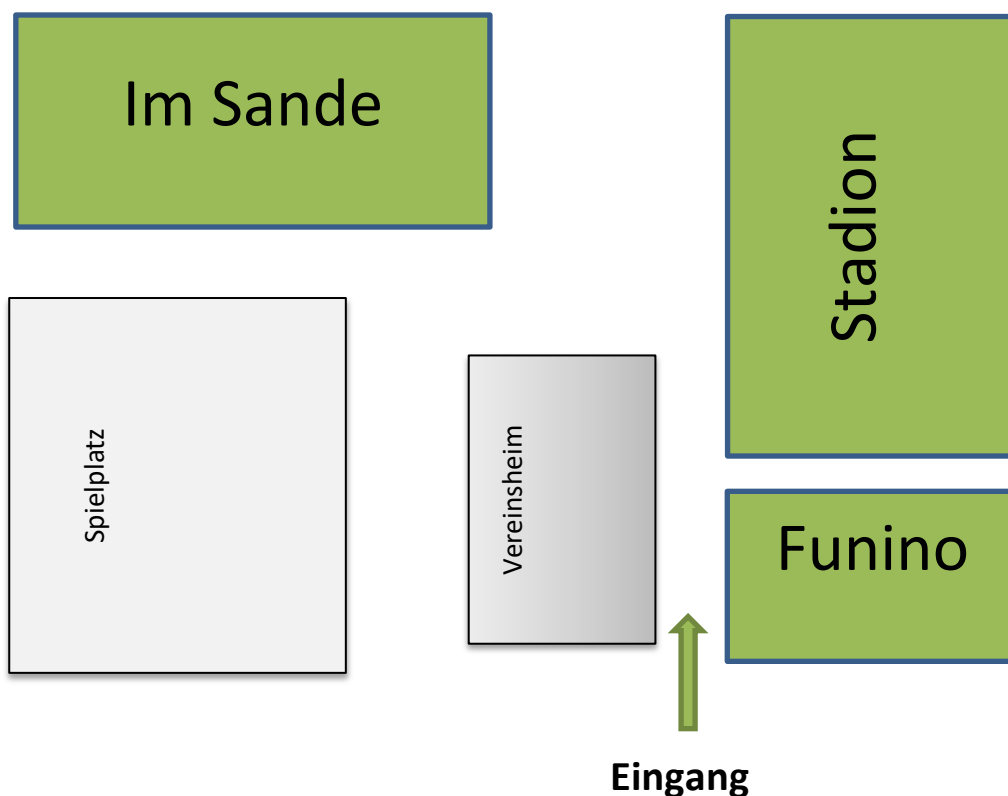 Im Sande
Stadion
Spielplatz
Vereinsheim
Funino
Eingang